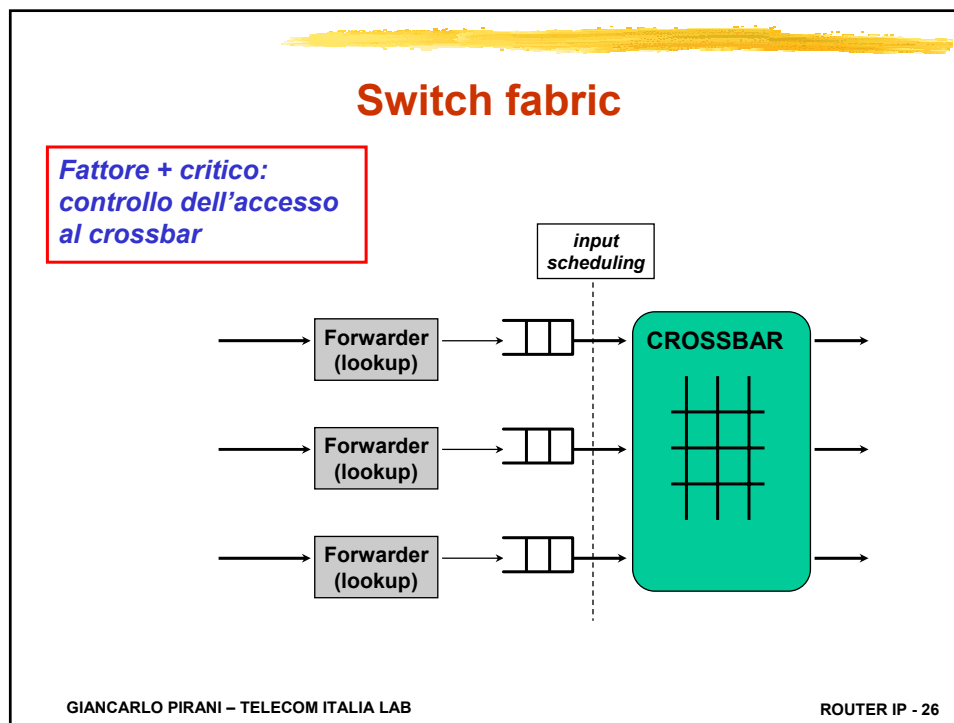 Switch fabric
Fattore + critico:
controllo dell’accesso
al crossbar
input
scheduling
Forwarder
(lookup)
CROSSBAR
Forwarder
(lookup)
Forwarder
(lookup)
GIANCARLO PIRANI – TELECOM ITALIA LAB
ROUTER IP - 26